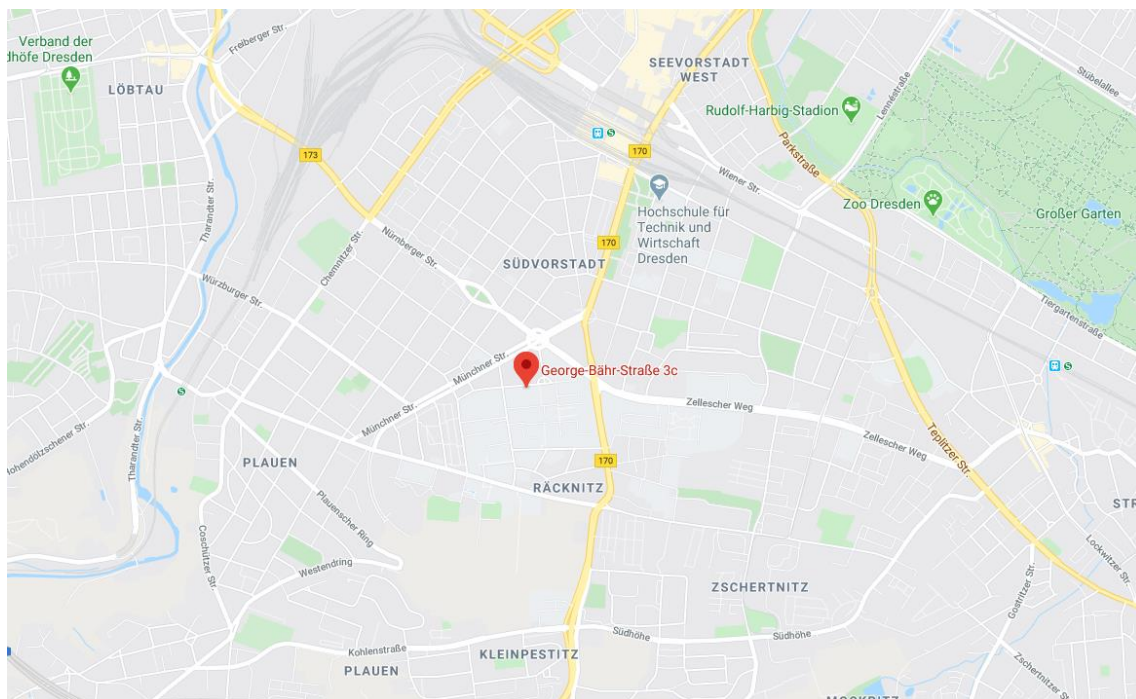 Verband der
dhöfe Dresden
Freiberger Str.
LÖBTAU
SEEVORSTADT
WEST
Stübelallee
Rudolf-Harbig-Stadion
Lennéstraße
Parkstraße
173
170
Wiener Str.
Tharandter Str.
Zoo Dresden
Großer Garten
Hochschule für
Technik und
Wirtschaft
Dresden
Chemnitzer Str.
Nürnberger Str.
170
SÜDVORSTADT
Würzburger Str.
Tiergartenstraße
Münchner Str.
George-Bähr-Straße 3c
Münchner Str.
Zellescher Weg
Hohendölzschener Str.
Tharandter Str.
Zellescher Weg
Teplitzer Str.
PLAUEN
170
RÄCKNITZ
STR
Plauenscher Ring
Coschützer Str.
Lockwitzer Str.
Westendring
ZSCHERTNITZ
Gostritzer Str.
Südhöhe
Südhöhe
Kohlenstraße
KLEINPESTITZ
PLAUEN
Zschertnitzer
MOCKRITZ